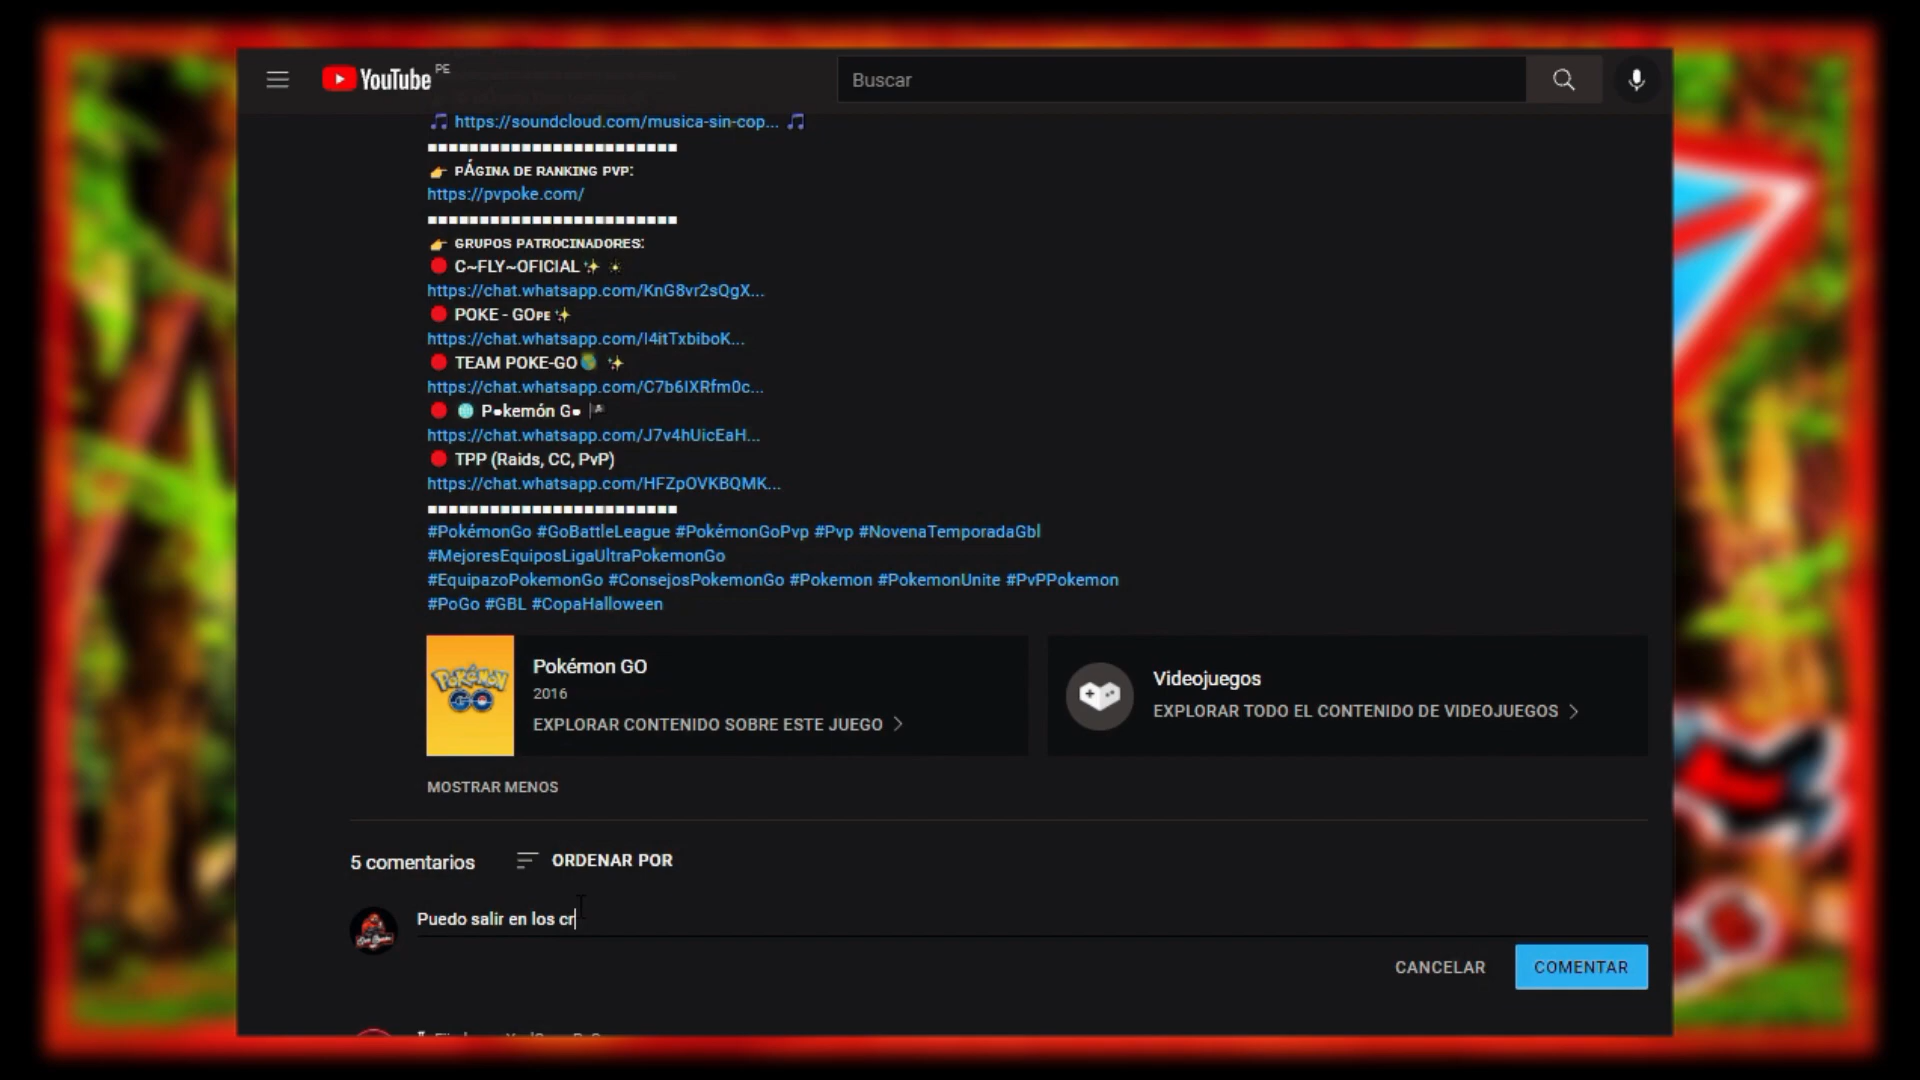 YouTube PE
Buscar
https://soundcloud.com/musica-sin-cop...
PÁGINA DE RANKING PVP:
https://pvpoke.com/
GRUPOS PATROCINADORES:
C~FLY~OFICIAL
https://chat.whatsapp.com/KnG8vr2sQgX...
POKE - GOPE
https://chat.whatsapp.com/I4itTxbiboK...
TEAM POKE-GO
https://chat.whatsapp.com/C7b6IXRfm0c...
P●kemón G●
https://chat.whatsapp.com/J7v4hUicEaH...
TPP (Raids, CC, PvP)
https://chat.whatsapp.com/HFZpOVKBQMK...
#PokémonGo #GoBattleLeague #PokémonGoPvp #Pvp #NovenaTemporadaGbl
#MejoresEquiposLigaUltraPokemonGo
#EquipazoPokemonGo #ConsejosPokemonGo #Pokemon #PokemonUnite #PvPPokemon
#PoGo #GBL #CopaHalloween
POKÉMON GO
Pokémon GO
2016
EXPLORAR CONTENIDO SOBRE ESTE JUEGO
Videojuegos
EXPLORAR TODO EL CONTENIDO DE VIDEOJUEGOS
MOSTRAR MENOS
5 comentarios
ORDENAR POR
Puedo salir en los cr
CANCELAR
COMENTAR